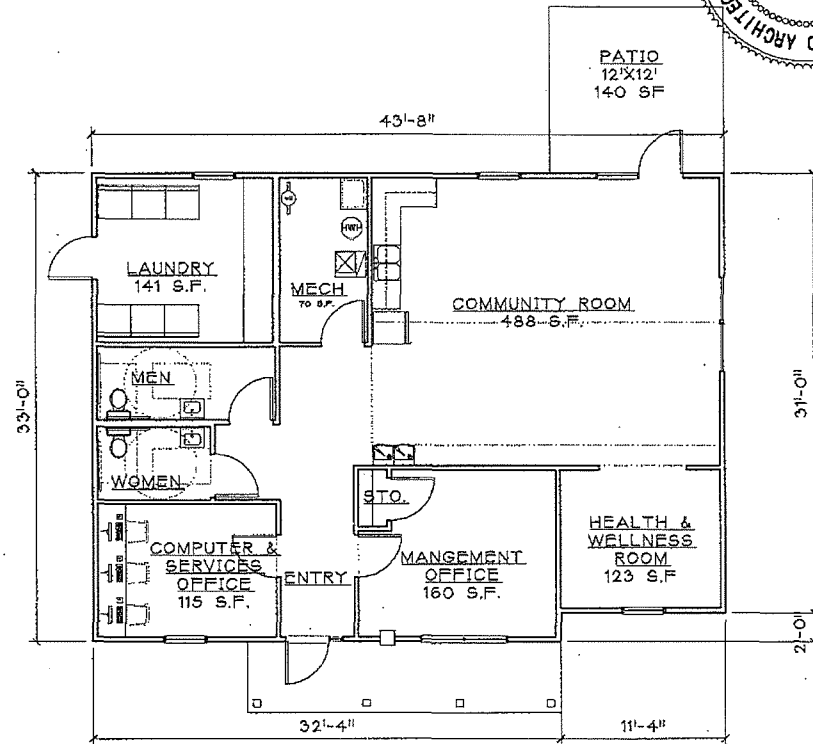 ARCHITE
PATIO
12'X12'
140 SF
43'-8"
LAUNDRY
141 S.F.
MECH
70 S.F.
HWH
COMMUNITY ROOM
488 S.F.
33'-0"
31'-0"
MEN
WOMEN
STO.
COMPUTER &
SERVICES
OFFICE
115 S.F.
ENTRY
MANGEMENT
OFFICE
160 S.F.
HEALTH &
WELLNESS
ROOM
123 S.F
2'-0"
32'-4"
11'-4"